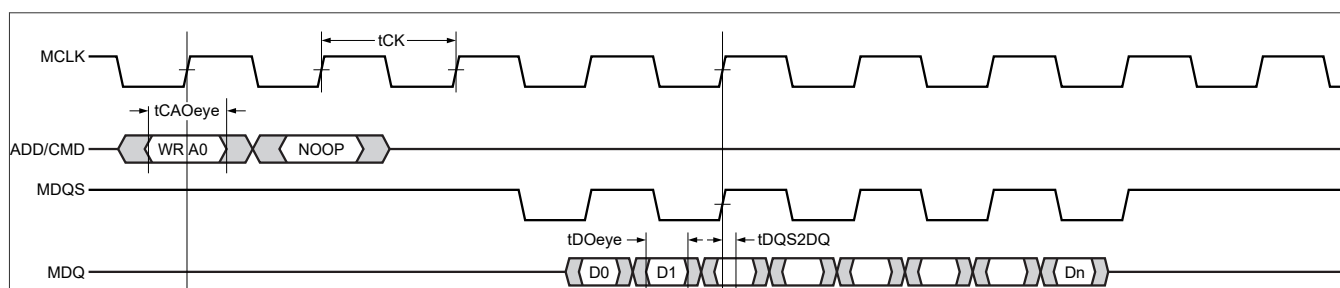 MCLK
tCK
tCAOeye
ADD/CMD
WR A0
NOOP
MDQS
tDOeye
tDQS2DQ
MDQ
D0
D1
Dn